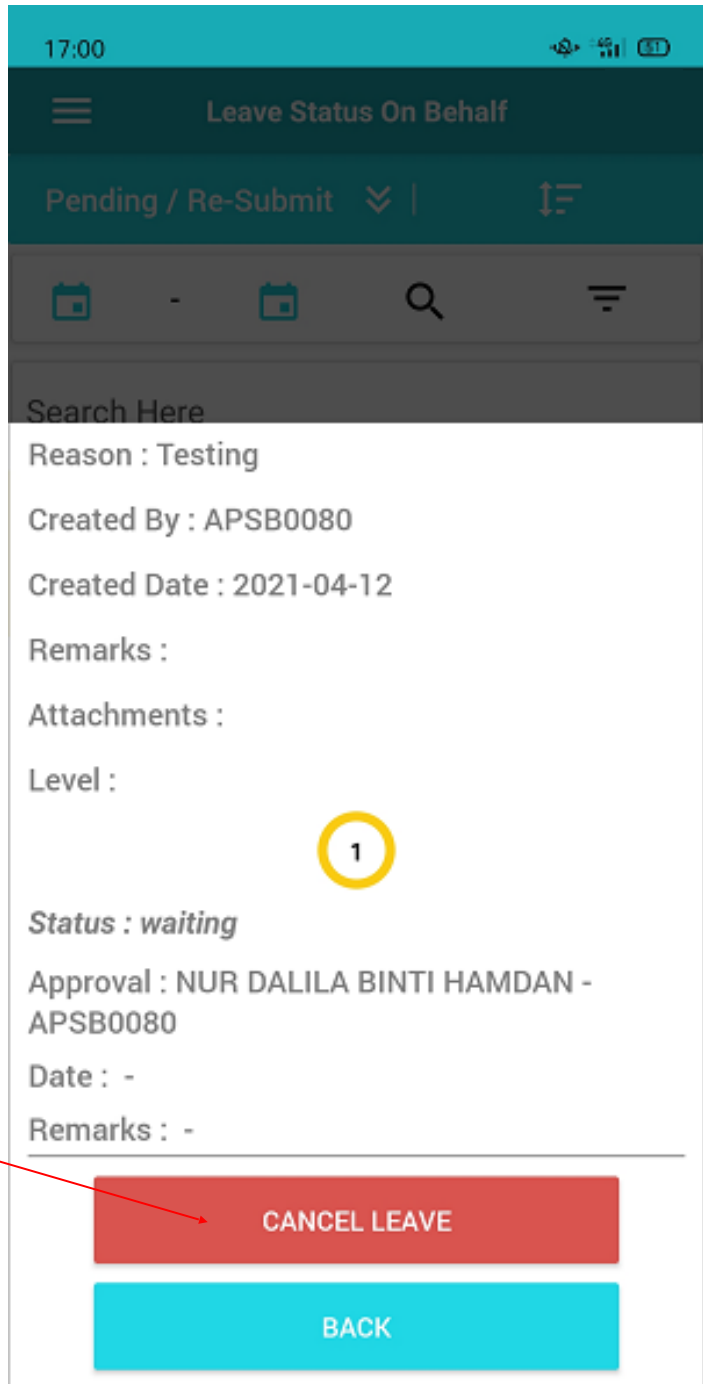 17:00
4G 51
Leave Status On Behalf
Pending / Re-Submit
-
Search Here
Reason : Testing
Created By : APSB0080
Created Date : 2021-04-12
Remarks :
Attachments :
Level :
1
Status : waiting
Approval : NUR DALILA BINTI HAMDAN -
APSB0080
Date : -
Remarks : -
CANCEL LEAVE
BACK